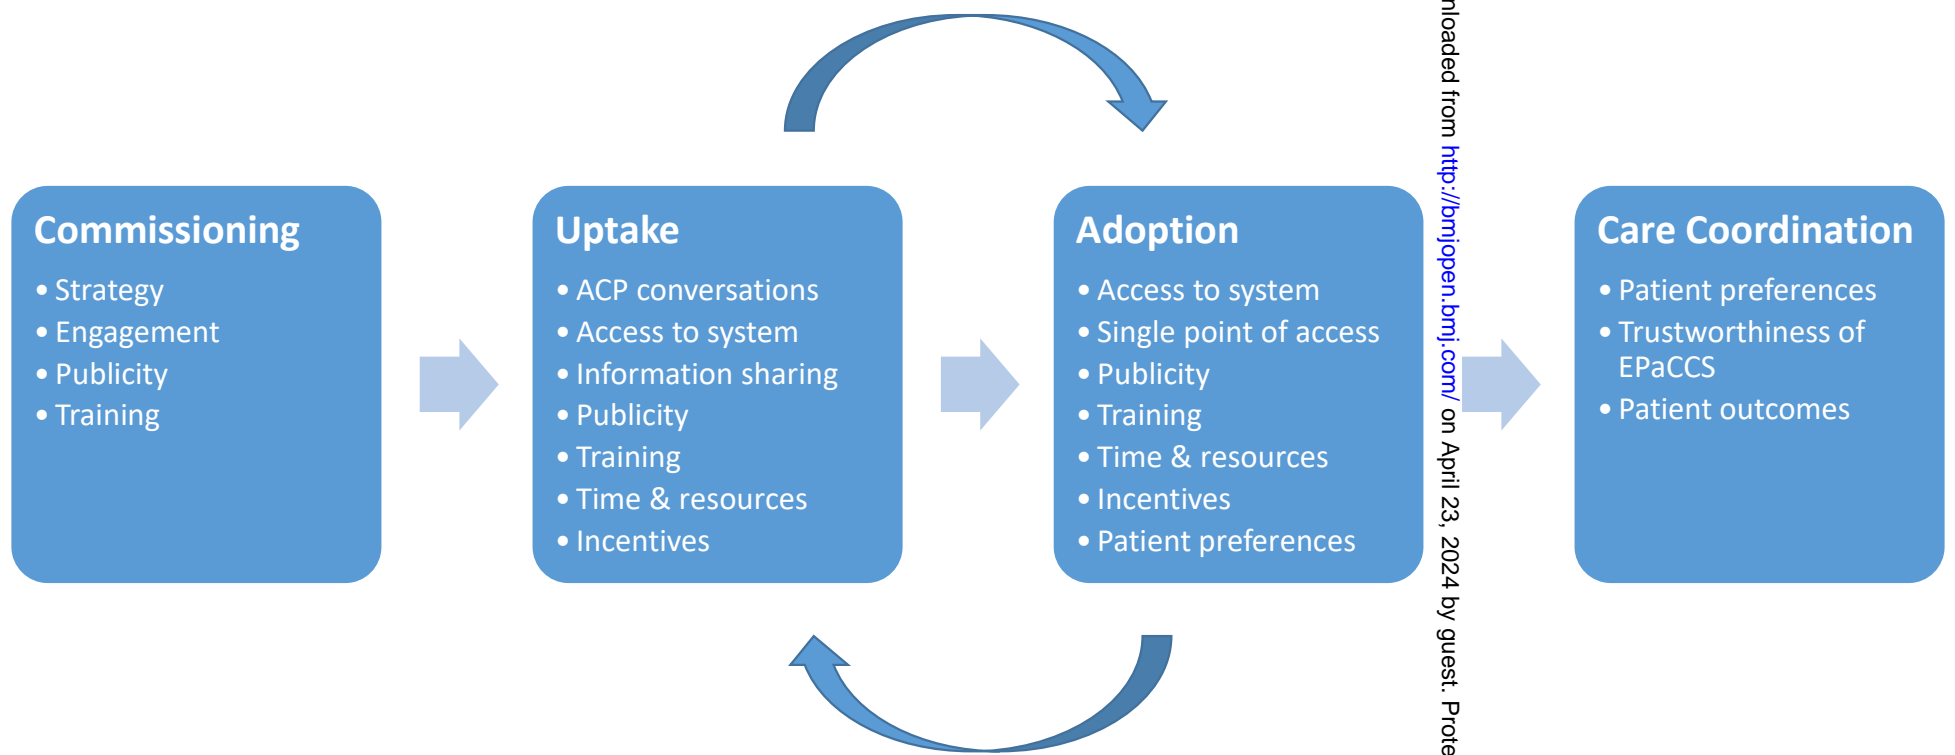 Commissioning
• Strategy
• Engagement
• Publicity
• Training
Uptake
• ACP conversations
• Access to system
• Information sharing
• Publicity
• Training
• Time & resources
• Incentives
Adoption
• Access to system
• Single point of access
• Publicity
• Training
• Time & resources
• Incentives
• Patient preferences
Care Coordination
• Patient preferences
• Trustworthiness of
EPaCCS
• Patient outcomes
from http://bmjopen.bmj.com/ on April 23, 2024 by guest.